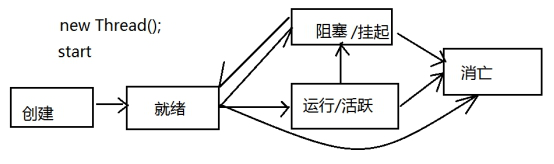 new Thread();
start
创建
就绪
阻塞/挂起
运行/活跃
消亡